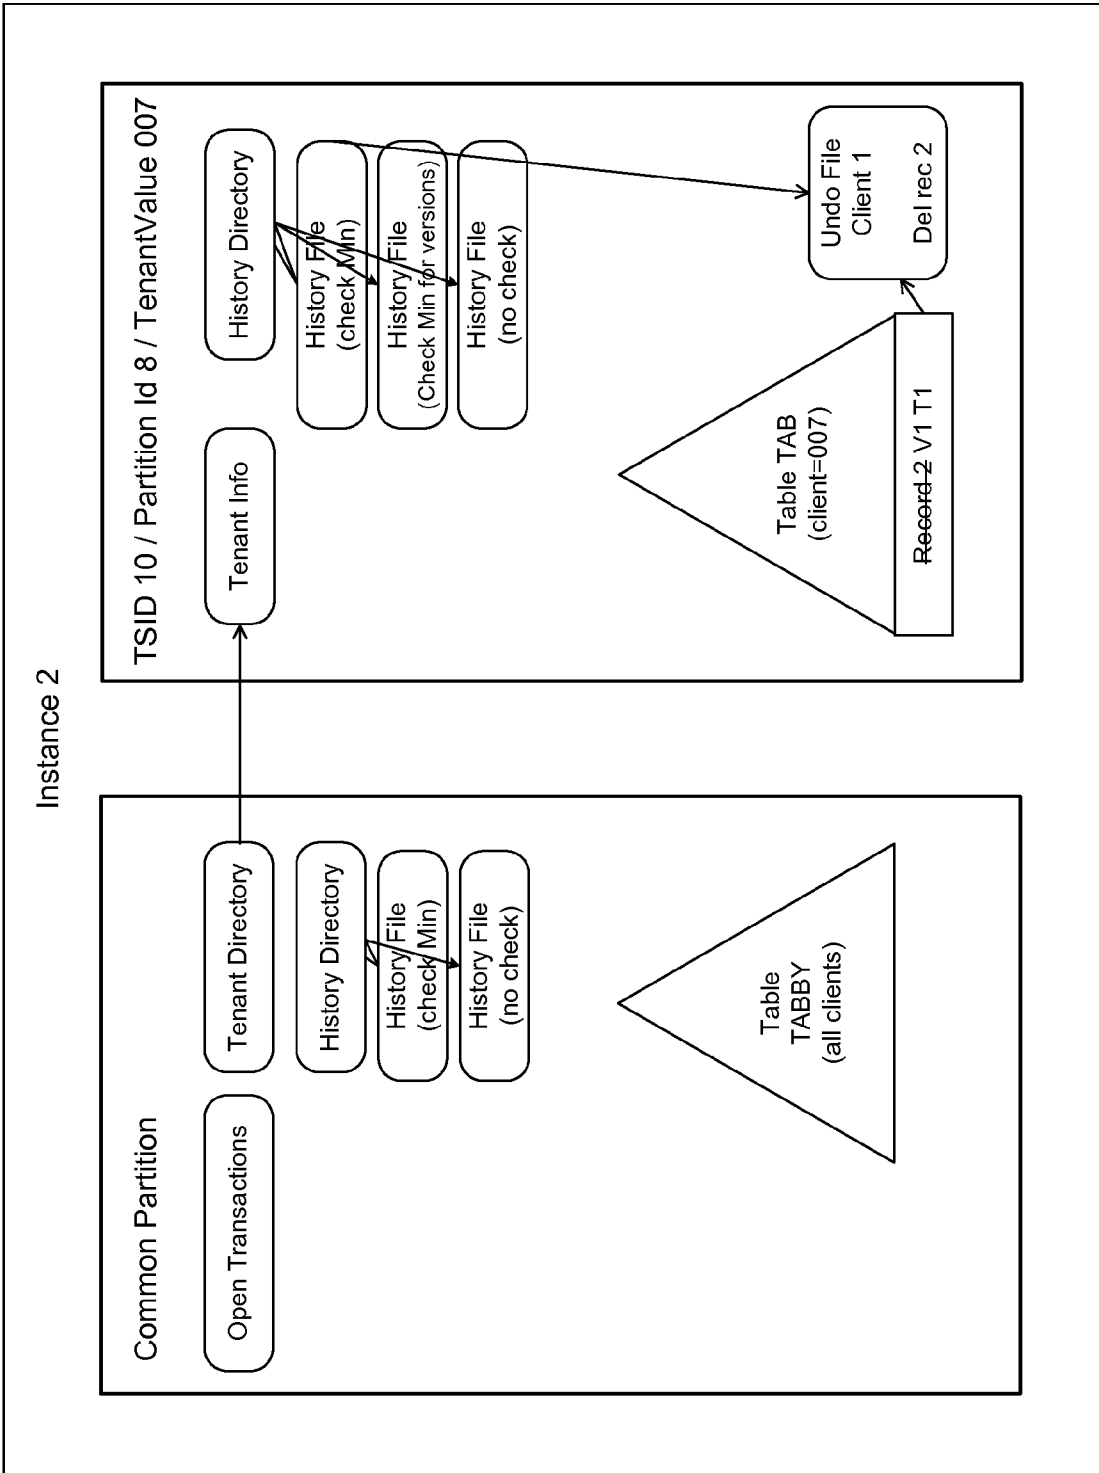 Instance 2
Common Partition
Open Transactions
Tenant Directory
History Directory
History File
(check Min)
History File
(no check)
Table
TABBY
(all clients)
TSID 10 / Partition Id 8 / TenantValue 007
Tenant Info
History Directory
History File
(check Min)
History File
(Check Min for versions)
History File
(no check)
Table TAB
(client=007)
Record 2 V1 T1
Undo File
Client 1
Del rec 2